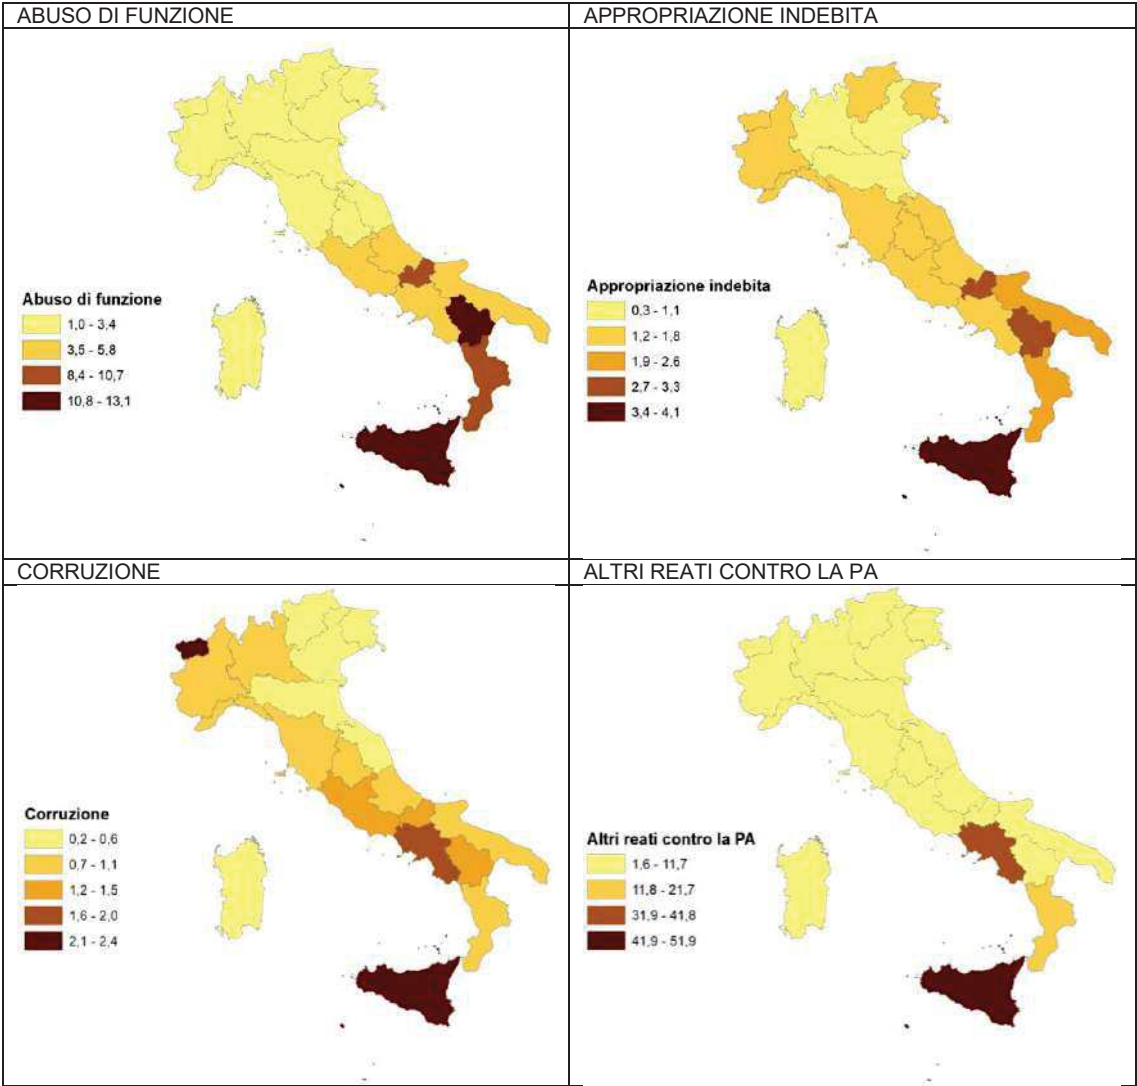 ABUSO DI FUNZIONE
APPROPRIAZIONE INDEBITA
Abuso di funzione
1,0 - 3,4
3,5 - 5,8
8,4 - 10,7
10,8 - 13,1
Appropriazione indebita
0,3 - 1,1
1,2 - 1,8
1,9 - 2,6
2,7 - 3,3
3,4 - 4,1
CORRUZIONE
ALTRI REATI CONTRO LA PA
Corruzione
0,2 - 0,6
0,7 - 1,1
1,2 - 1,5
1,6 - 2,0
2,1 - 2,4
Altri reati contro la PA
1,6 - 11,7
11,8 - 21,7
31,9 - 41,8
41,9 - 51,9